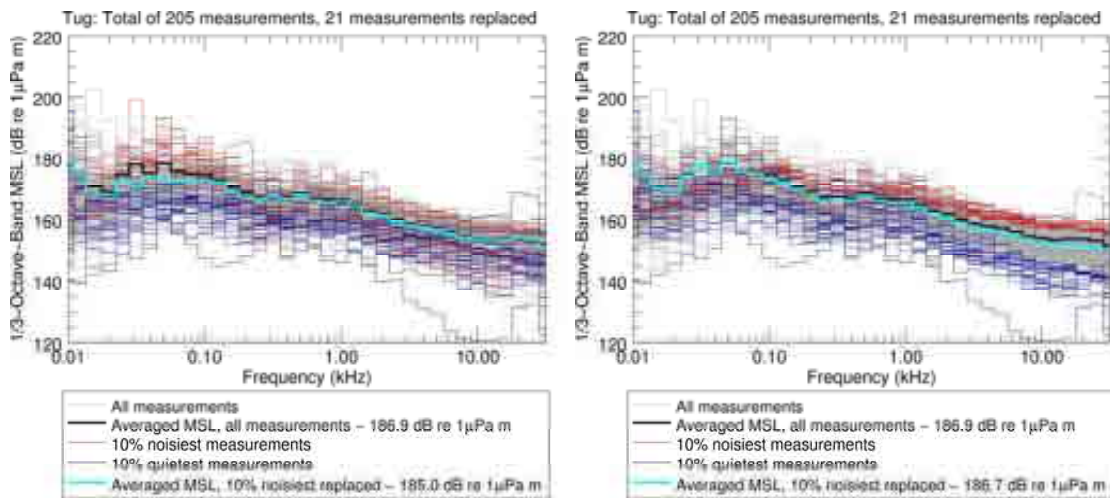 Tug: Total of 205 measurements, 21 measurements replaced
220
200
180
160
140
120
1/3-Octave-Band MSL (dB re 1µPa m)
0.01 0.10 1.00 10.00
Frequency (kHz)
All measurements
Averaged MSL, all measurements - 186.9 dB re 1µPa m
10% noisiest measurements
10% quietest measurements
Averaged MSL, 10% noisiest replaced - 185.0 dB re 1µPa m
Tug: Total of 205 measurements, 21 measurements replaced
220
200
180
160
140
120
1/3-Octave-Band MSL (dB re 1µPa m)
0.01 0.10 1.00 10.00
Frequency (kHz)
All measurements
Averaged MSL, all measurements - 186.9 dB re 1µPa m
10% noisiest measurements
10% quietest measurements
Averaged MSL, 10% noisiest replaced - 186.7 dB re 1µPa m